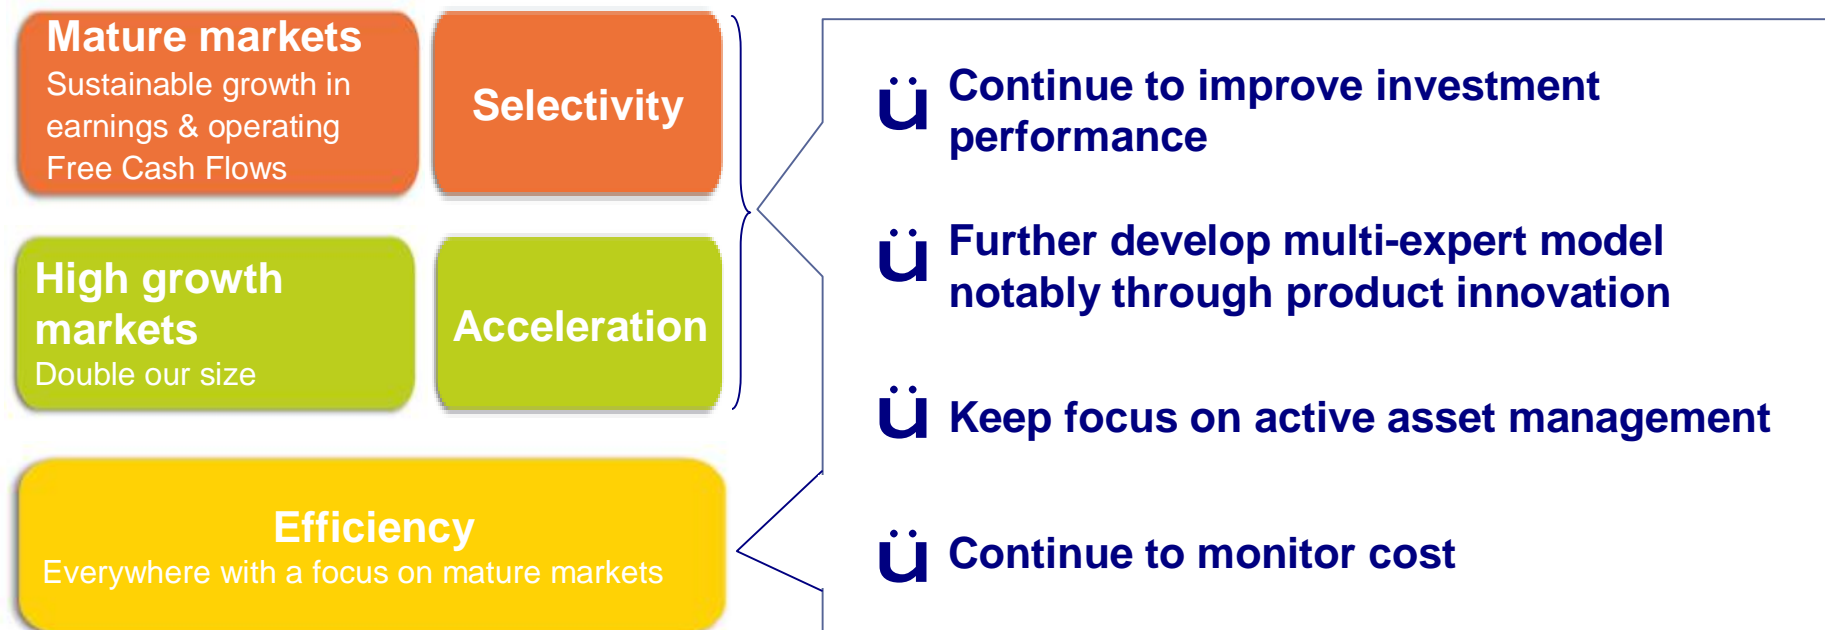 Mature markets
Sustainable growth in
earnings & operating
Free Cash Flows
Selectivity
High growth
markets
Double our size
Acceleration
Efficiency
Everywhere with a focus on mature markets
ü Continue to improve investment
performance
ü Further develop multi-expert model
notably through product innovation
ü Keep focus on active asset management
ü Continue to monitor cost